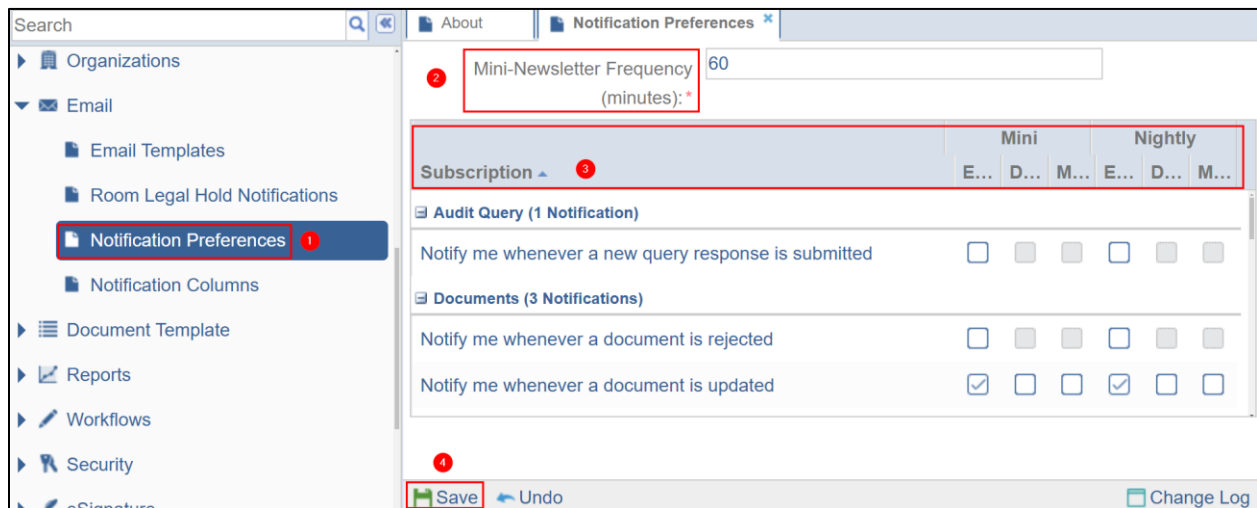 Search
About
Notification Preferences ×
Organizations
Email
Email Templates
Room Legal Hold Notifications
Notification Preferences 1
Notification Columns
Document Template
Reports
Workflows
Security
eSignature
2 Mini-Newsletter Frequency
(minutes):*
60
Mini Nightly
Subscription 3 E... D... M... E... D... M...
Audit Query (1 Notification)
Notify me whenever a new query response is submitted
Documents (3 Notifications)
Notify me whenever a document is rejected
Notify me whenever a document is updated
4
Save Undo Change Log